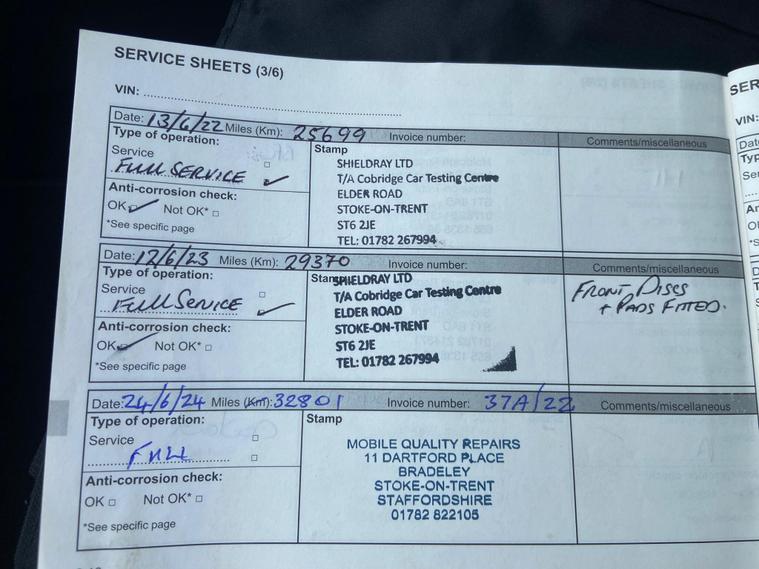 SERVICE SHEETS (3/6)
VIN:
Date: 13/6/22 Miles (Km): 25699 Invoice number: Comments/miscellaneous
Type of operation:
Service
FULL SERVICE ✓
Anti-corrosion check:
OK ✓ Not OK* □
*See specific page
Stamp
SHIELDRAY LTD
T/A Cobridge Car Testing Centre
ELDER ROAD
STOKE-ON-TRENT
ST6 2JE
TEL: 01782 267994
Date: 12/6/23 Miles (Km): 29370 Invoice number: Comments/miscellaneous
Type of operation:
Service
FULL SERVICE ✓
Anti-corrosion check:
OK ✓ Not OK* □
*See specific page
Stamp
SHIELDRAY LTD
T/A Cobridge Car Testing Centre
ELDER ROAD
STOKE-ON-TRENT
ST6 2JE
TEL: 01782 267994
FRONT DISCS
+ PADS FITTED.
Date: 24/6/24 Miles (Km): 32801 Invoice number: 37A/22 Comments/miscellaneous
Type of operation:
Service
FULL
Anti-corrosion check:
OK □ Not OK* □
*See specific page
Stamp
MOBILE QUALITY REPAIRS
11 DARTFORD PLACE
BRADELEY
STOKE-ON-TRENT
STAFFORDSHIRE
01782 822105
SER
VIN: